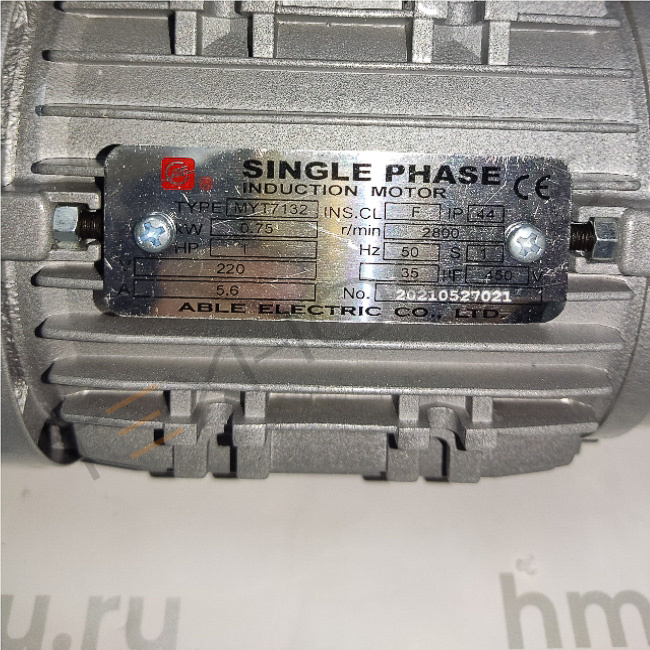 SINGLE PHASE CE
INDUCTION MOTOR
TYPE MYT7132 INS.CL F IP 44
kW 0.75 r/min 2800
HP 1 Hz 50 S 1
V 220 35 μF 450 V
A 5.6 No. 20210527021
ABLE ELECTRIC CO., LTD.
u.ru hm